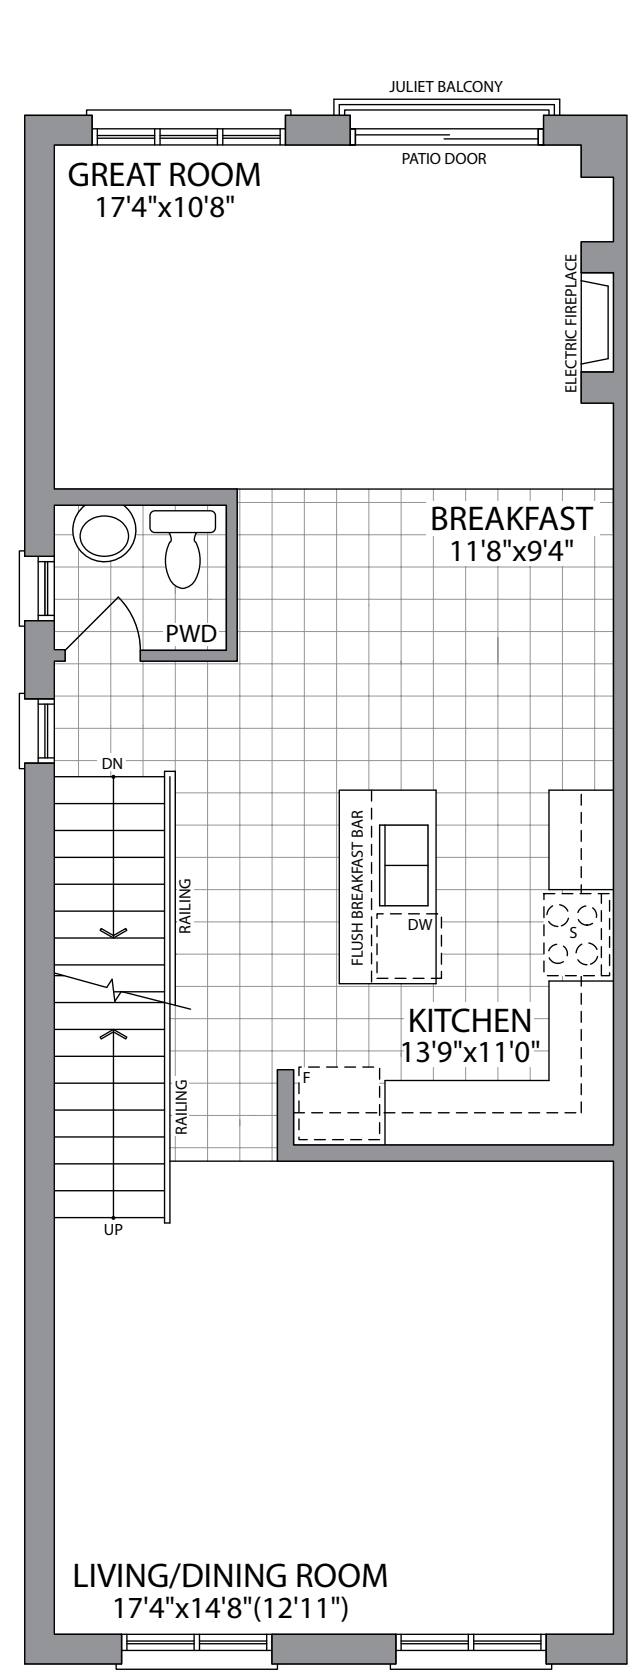 JULIET BALCONY
PATIO DOOR
GREAT ROOM
17'4"x10'8"
ELECTRIC FIREPLACE
BREAKFAST
11'8"x9'4"
PWD
DN
RAILING
FLUSH BREAKFAST BAR
DW
S
KITCHEN
13'9"x11'0"
F
RAILING
UP
LIVING/DINING ROOM
17'4"x14'8"(12'11")